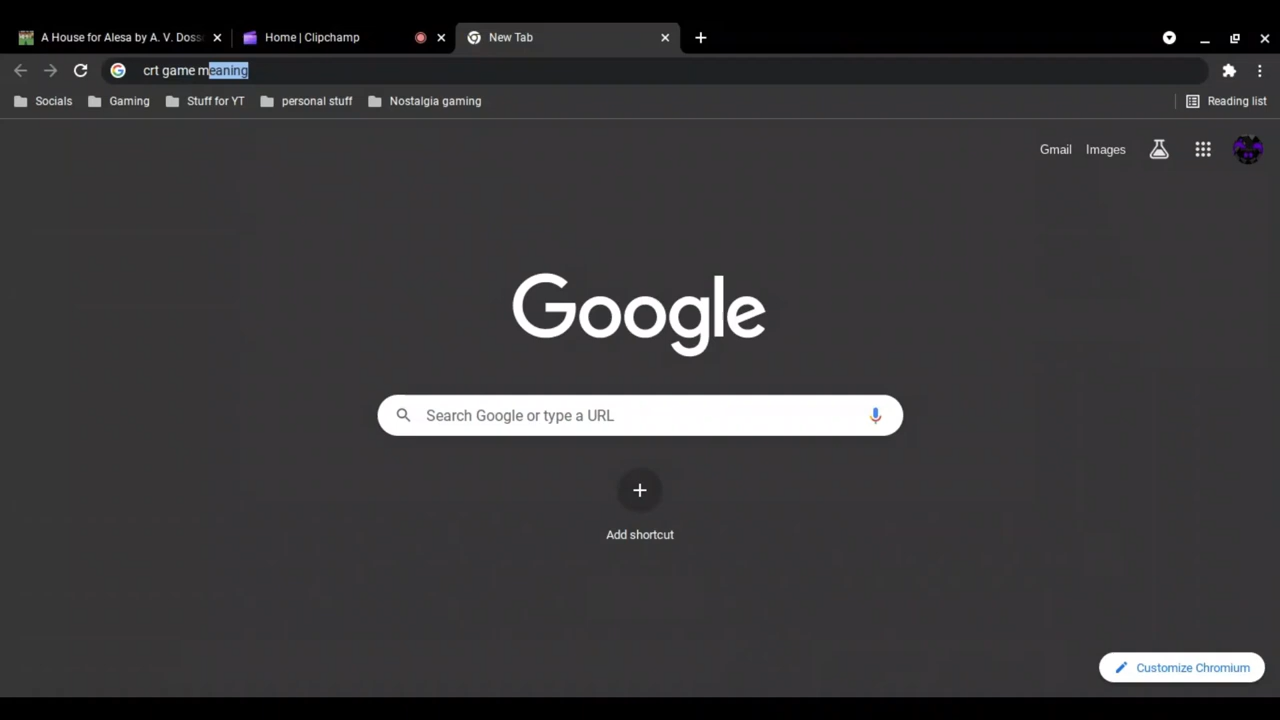 A House for Alesa by A. V. Doss
Home | Clipchamp
New Tab
crt game meaning
Socials
Gaming
Stuff for YT
personal stuff
Nostalgia gaming
Reading list
Gmail
Images
Google
Search Google or type a URL
Add shortcut
Customize Chromium